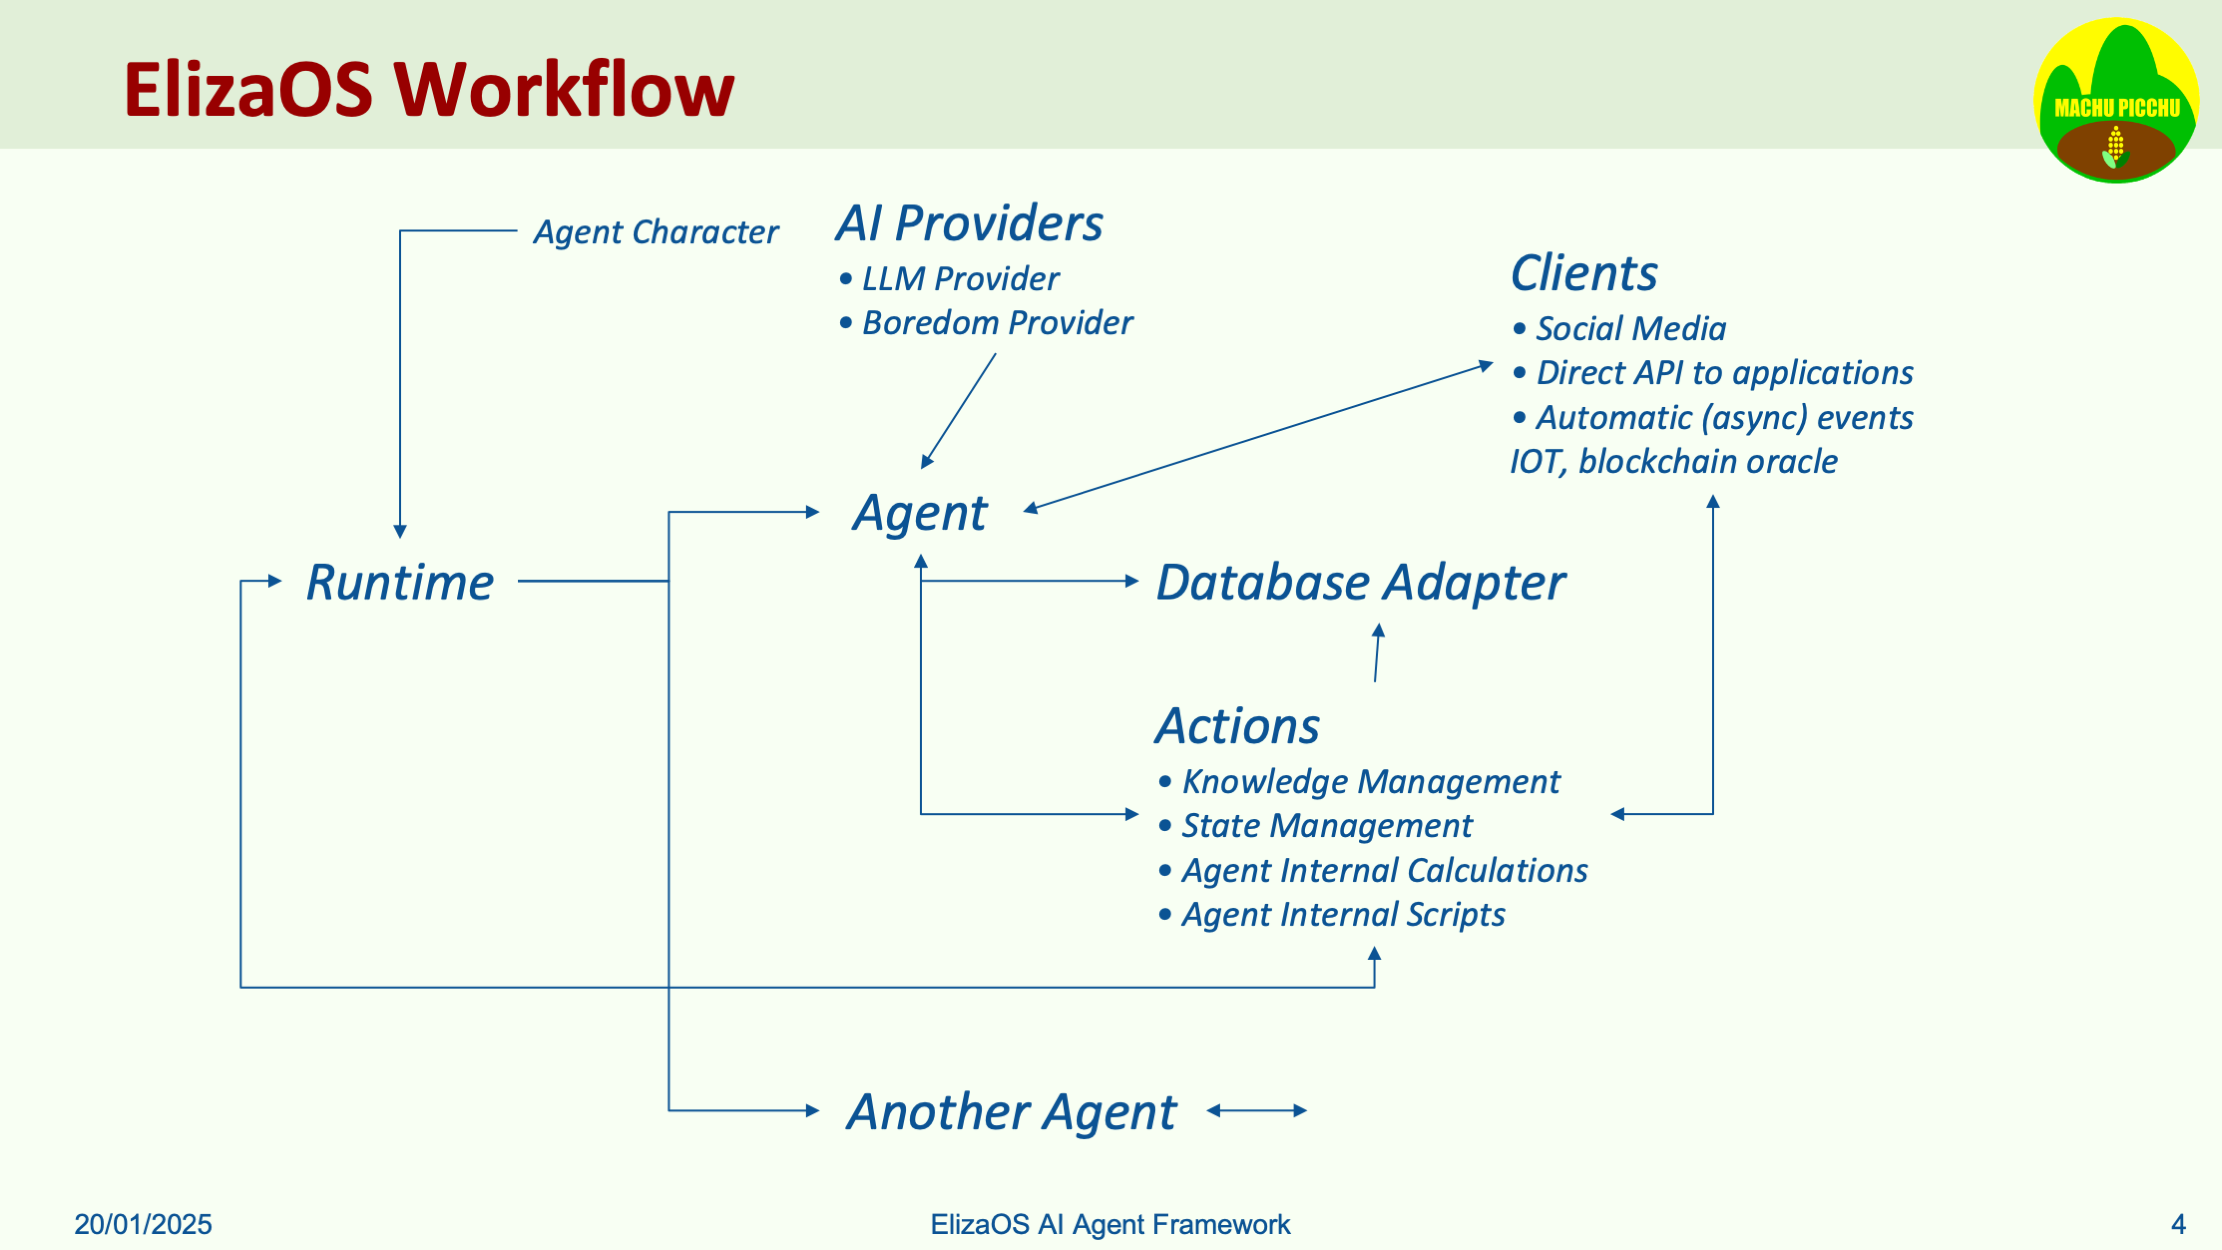 ElizaOS Workflow
MACHU PICCHU
Agent Character
AI Providers
• LLM Provider
• Boredom Provider
Clients
• Social Media
• Direct API to applications
• Automatic (async) events
IOT, blockchain oracle
Agent
Runtime
Database Adapter
Actions
• Knowledge Management
• State Management
• Agent Internal Calculations
• Agent Internal Scripts
Another Agent
20/01/2025
ElizaOS AI Agent Framework
4